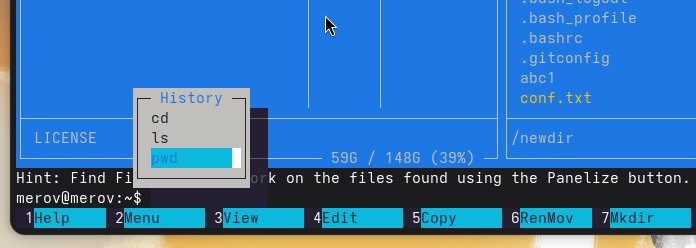 .bash_logout
.bash_profile
.bashrc
.gitconfig
abc1
conf.txt
History
cd
ls
pwd
LICENSE
/newdir
59G / 148G (39%)
Hint: Find Fi ork on the files found using the Panelize button.
merov@merov:~$
1Help 2Menu 3View 4Edit 5Copy 6RenMov 7Mkdir